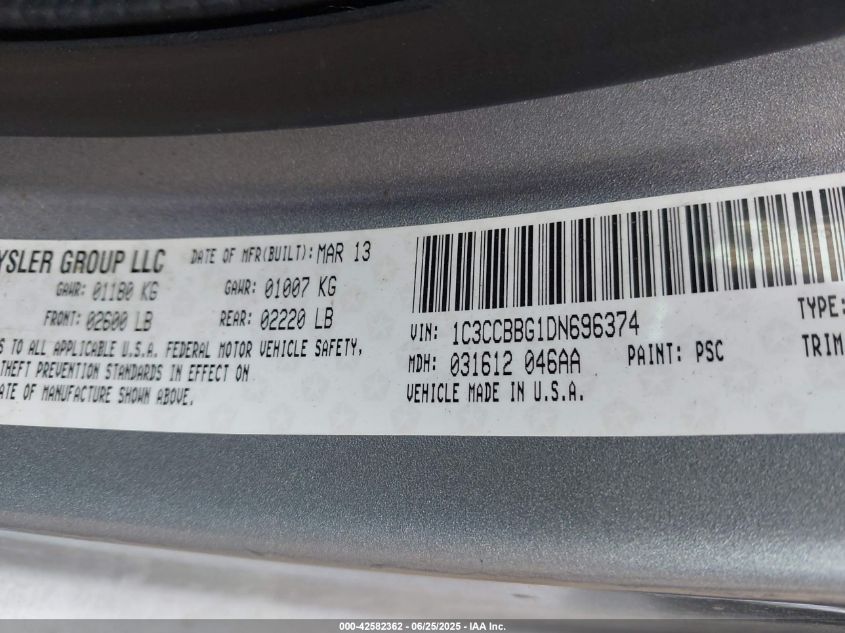 YSLER GROUP LLC DATE OF MFR(BUILT): MAR 13
GAWR: 01180 KG GAWR: 01007 KG
FRONT: 02600 LB REAR: 02220 LB
S TO ALL APPLICABLE U.S.A. FEDERAL MOTOR VEHICLE SAFETY,
THEFT PREVENTION STANDARDS IN EFFECT ON
ATE OF MANUFACTURE SHOWN ABOVE.
VIN: 1C3CCBBG1DN696374 TYPE:
MDH: 031612 046AA PAINT: PSC TRIM
VEHICLE MADE IN U.S.A.
000-42582362 | 06/25/2025 - IAA Inc.